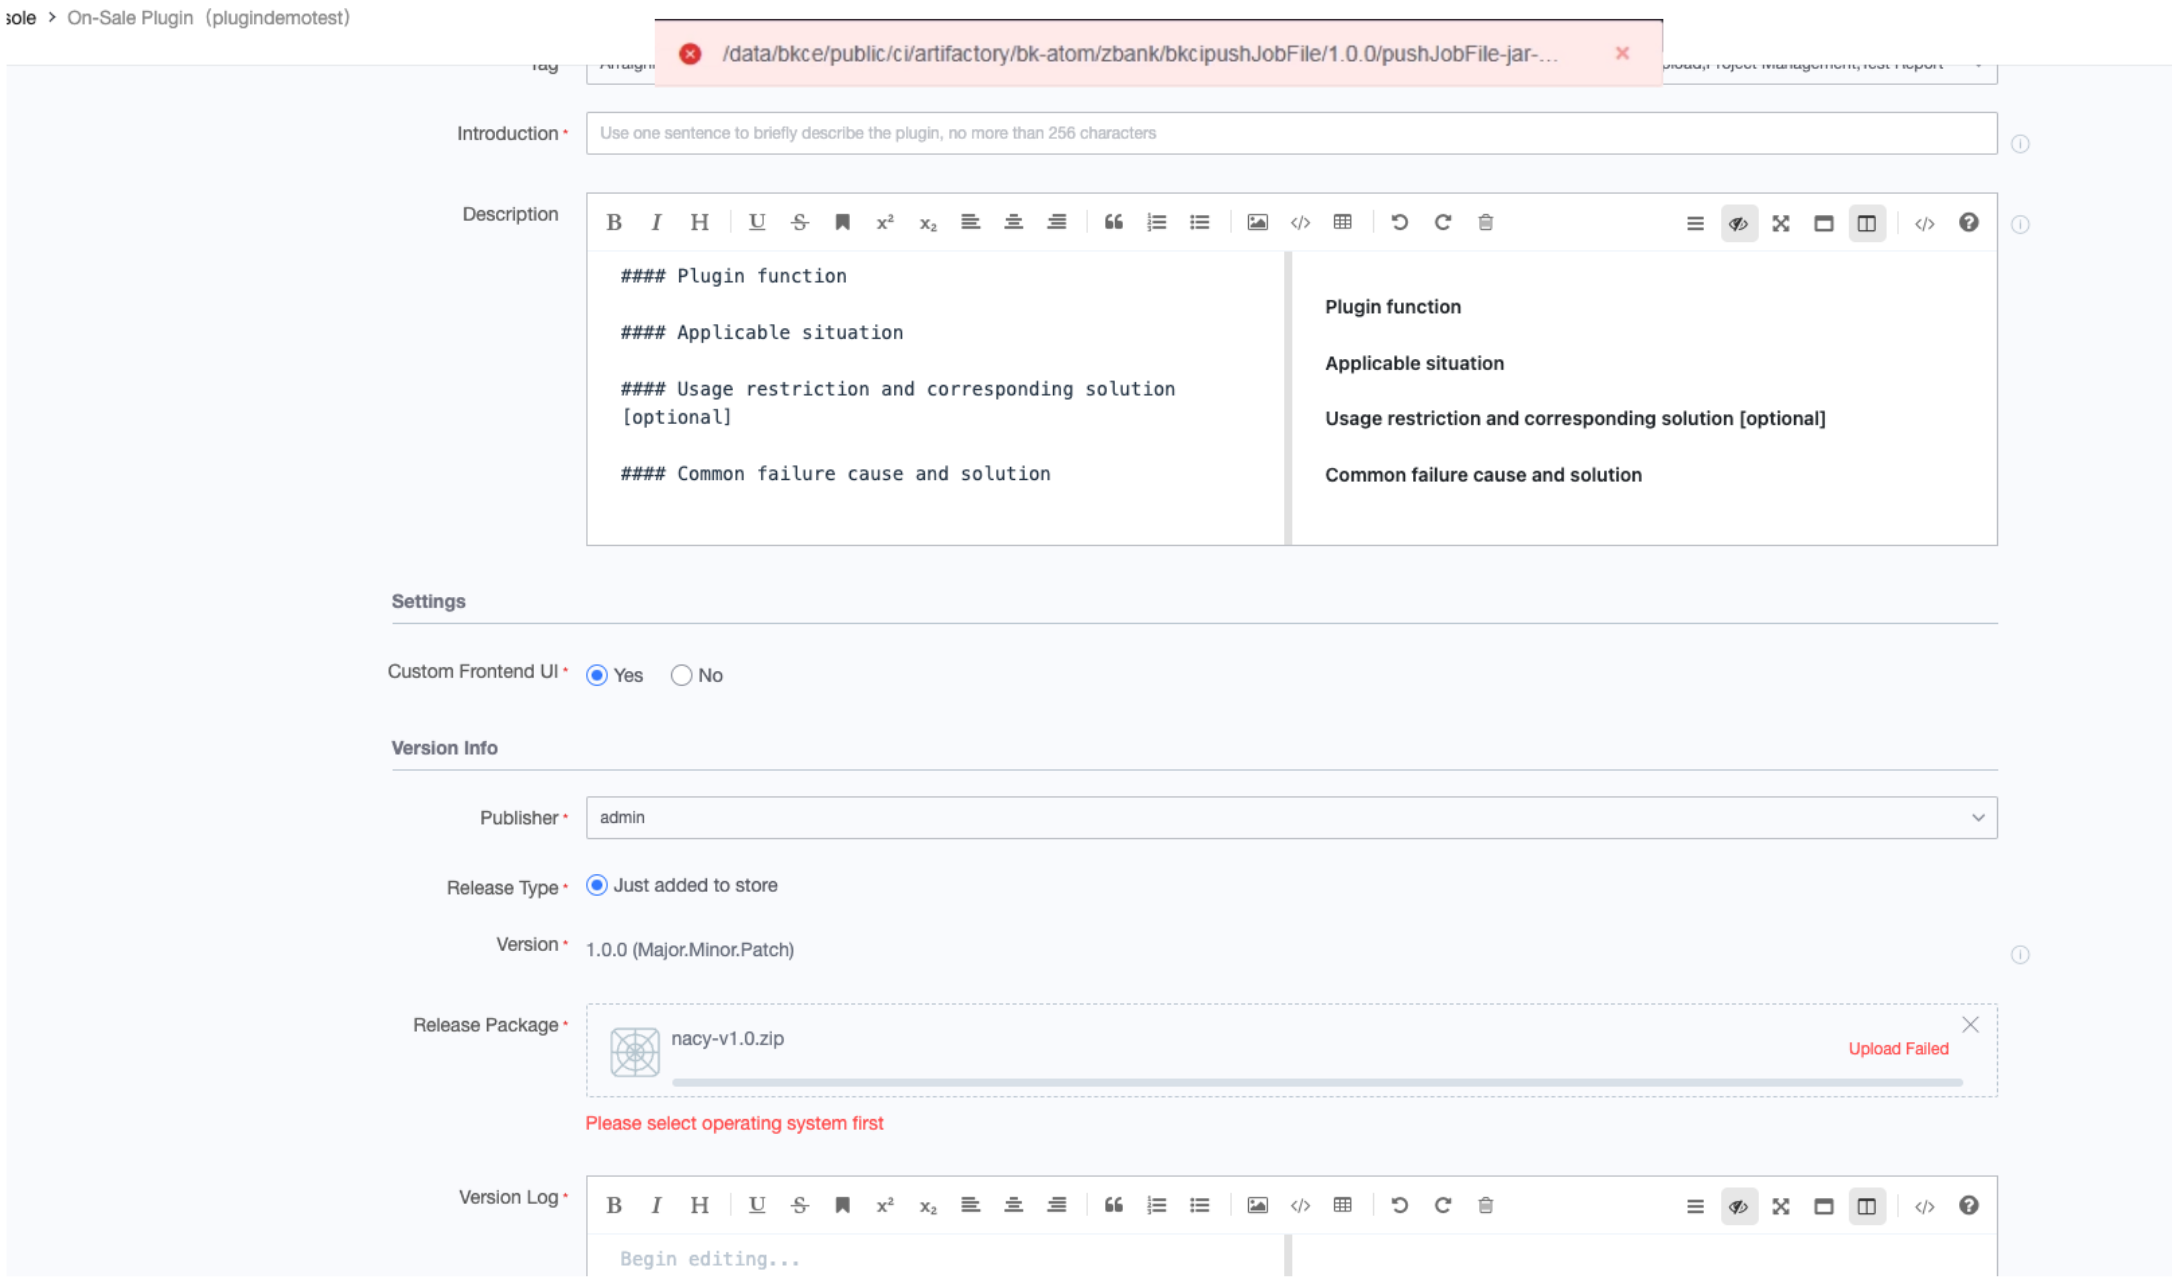 sole > On-Sale Plugin (plugindemotest)
/data/bkce/public/ci/artifactory/bk-atom/zbank/bkcipushJobFile/1.0.0/pushJobFile-jar-...
Tag
Project Management,Test Report
Introduction *
Use one sentence to briefly describe the plugin, no more than 256 characters
Description
#### Plugin function
#### Applicable situation
#### Usage restriction and corresponding solution
[optional]
#### Common failure cause and solution
Plugin function
Applicable situation
Usage restriction and corresponding solution [optional]
Common failure cause and solution
Settings
Custom Frontend UI *
Yes
No
Version Info
Publisher *
admin
Release Type *
Just added to store
Version *
1.0.0 (Major.Minor.Patch)
Release Package *
nacy-v1.0.zip
Upload Failed
Please select operating system first
Version Log *
Begin editing...